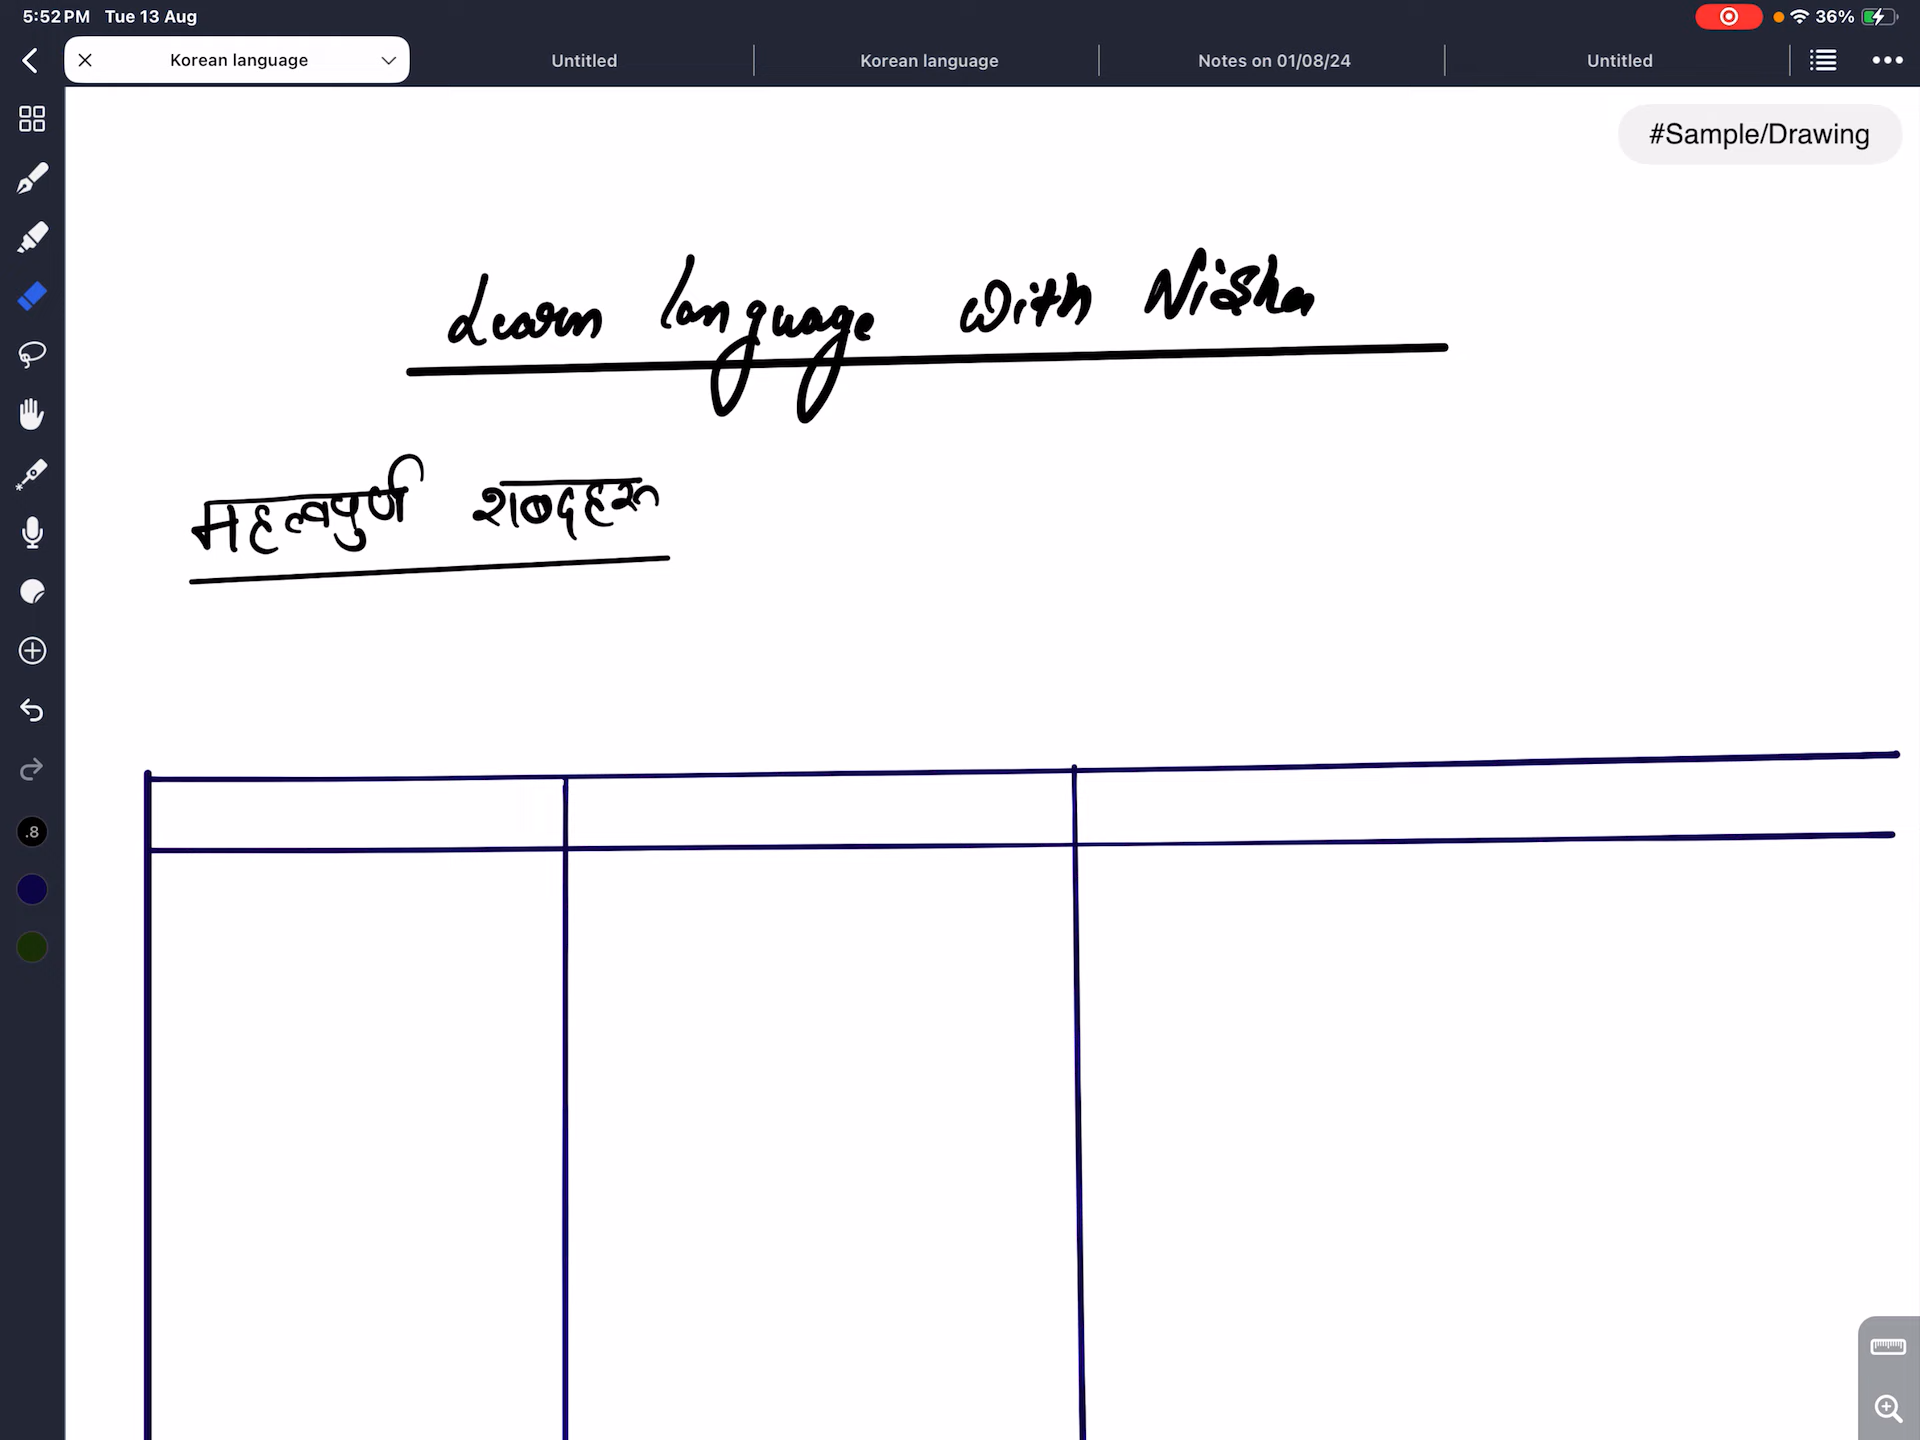 5:52 PM Tue 13 Aug 36%
Korean language Untitled Korean language Notes on 01/08/24 Untitled
#Sample/Drawing
Learn language with Nisha
महत्वपुर्ण शब्दहरु
.8